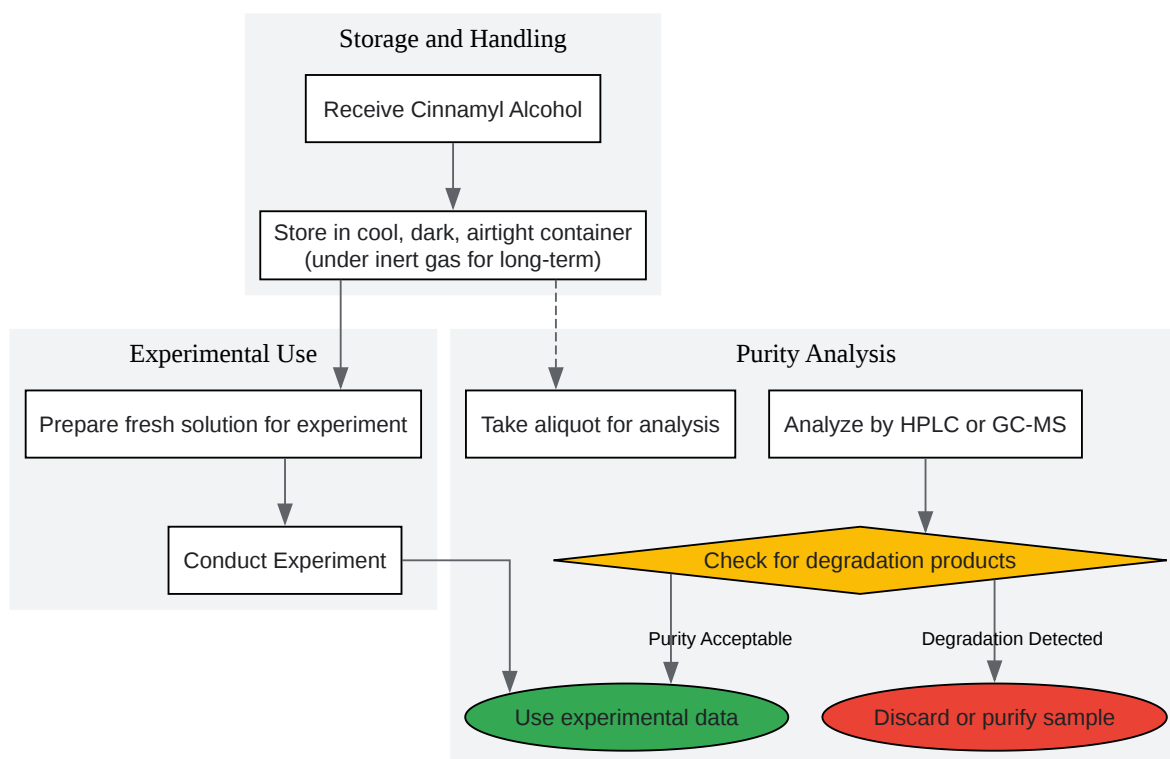 Storage and Handling
Receive Cinnamyl Alcohol
Store in cool, dark, airtight container
(under inert gas for long-term)
Experimental Use
Prepare fresh solution for experiment
Conduct Experiment
Purity Analysis
Take aliquot for analysis
Analyze by HPLC or GC-MS
Check for degradation products
Purity Acceptable
Degradation Detected
Use experimental data
Discard or purify sample